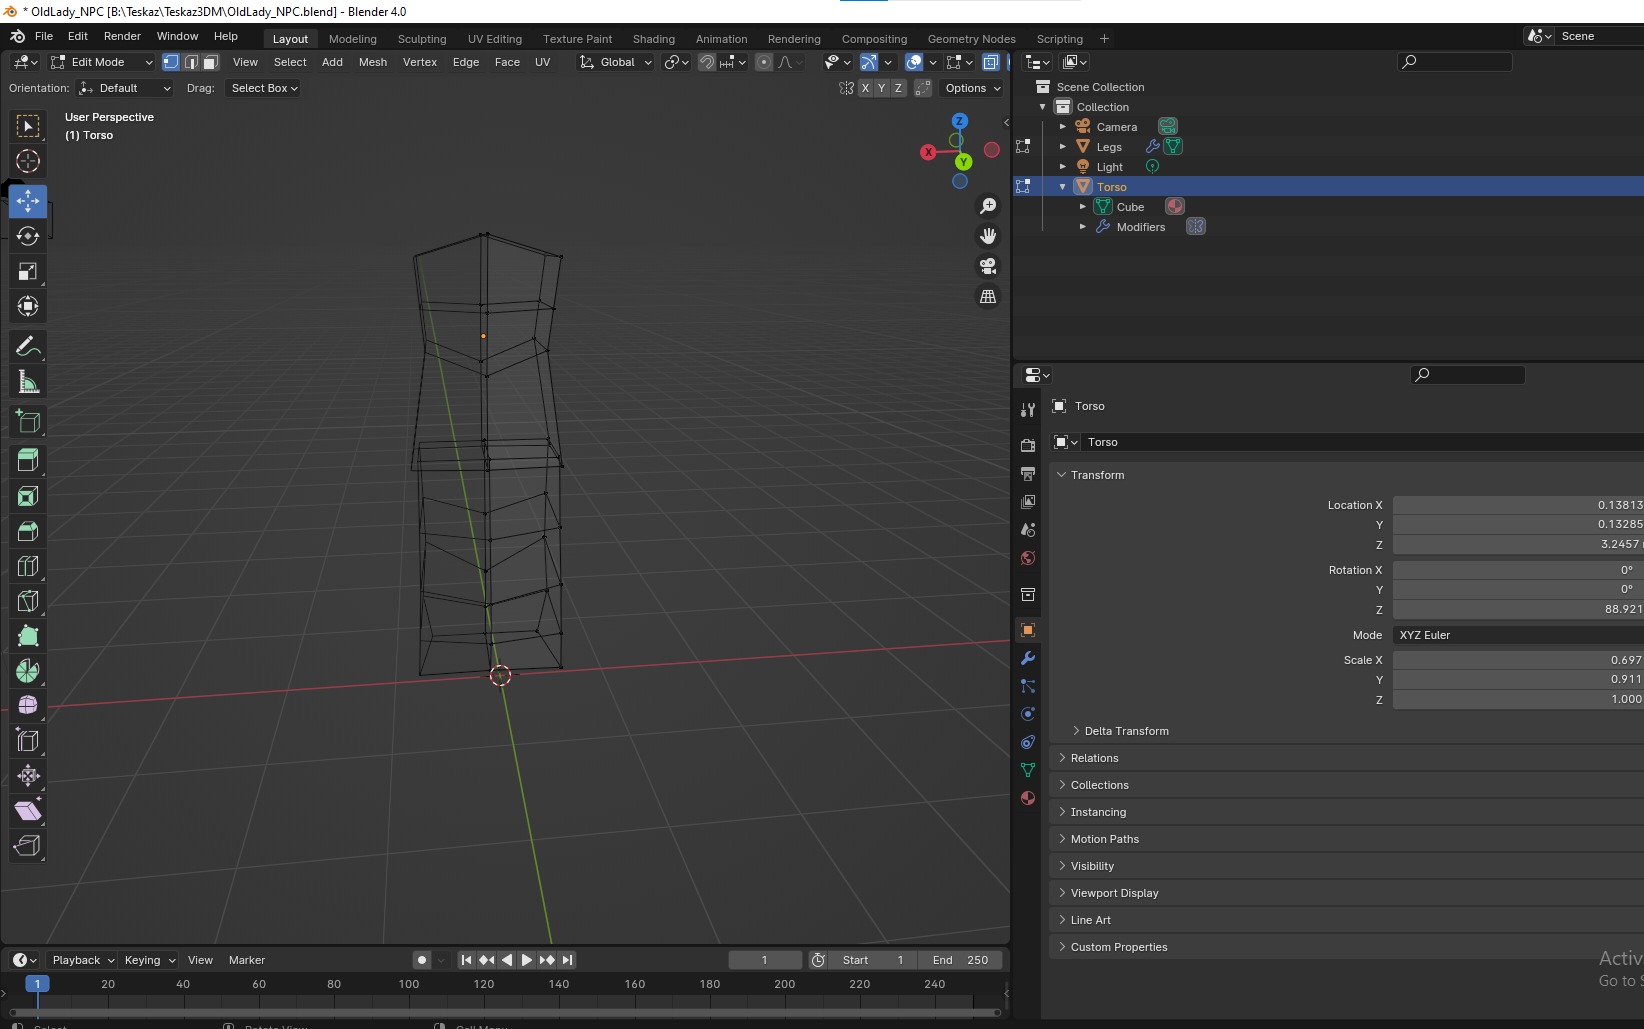 * OldLady_NPC [B:\Teskaz\Teskaz3DM\OldLady_NPC.blend] - Blender 4.0
File Edit Render Window Help Layout Modeling Sculpting UV Editing Texture Paint Shading Animation Rendering Compositing Geometry Nodes Scripting + Scene
Edit Mode View Select Add Mesh Vertex Edge Face UV Global
Orientation: Default Drag: Select Box X Y Z Options
User Perspective
(1) Torso
Z
X
Y
Scene Collection
Collection
Camera
Legs
Light
Torso
Cube
Modifiers
Torso
Torso
Transform
Location X 0.13813
Y 0.13285
Z 3.2457
Rotation X 0°
Y 0°
Z 88.921
Mode XYZ Euler
Scale X 0.697
Y 0.911
Z 1.000
Delta Transform
Relations
Collections
Instancing
Motion Paths
Visibility
Viewport Display
Line Art
Custom Properties
Activ
Go to S
Playback Keying View Marker 1 Start 1 End 250
1 20 40 60 80 100 120 140 160 180 200 220 240
Select Rotate View Call Menu